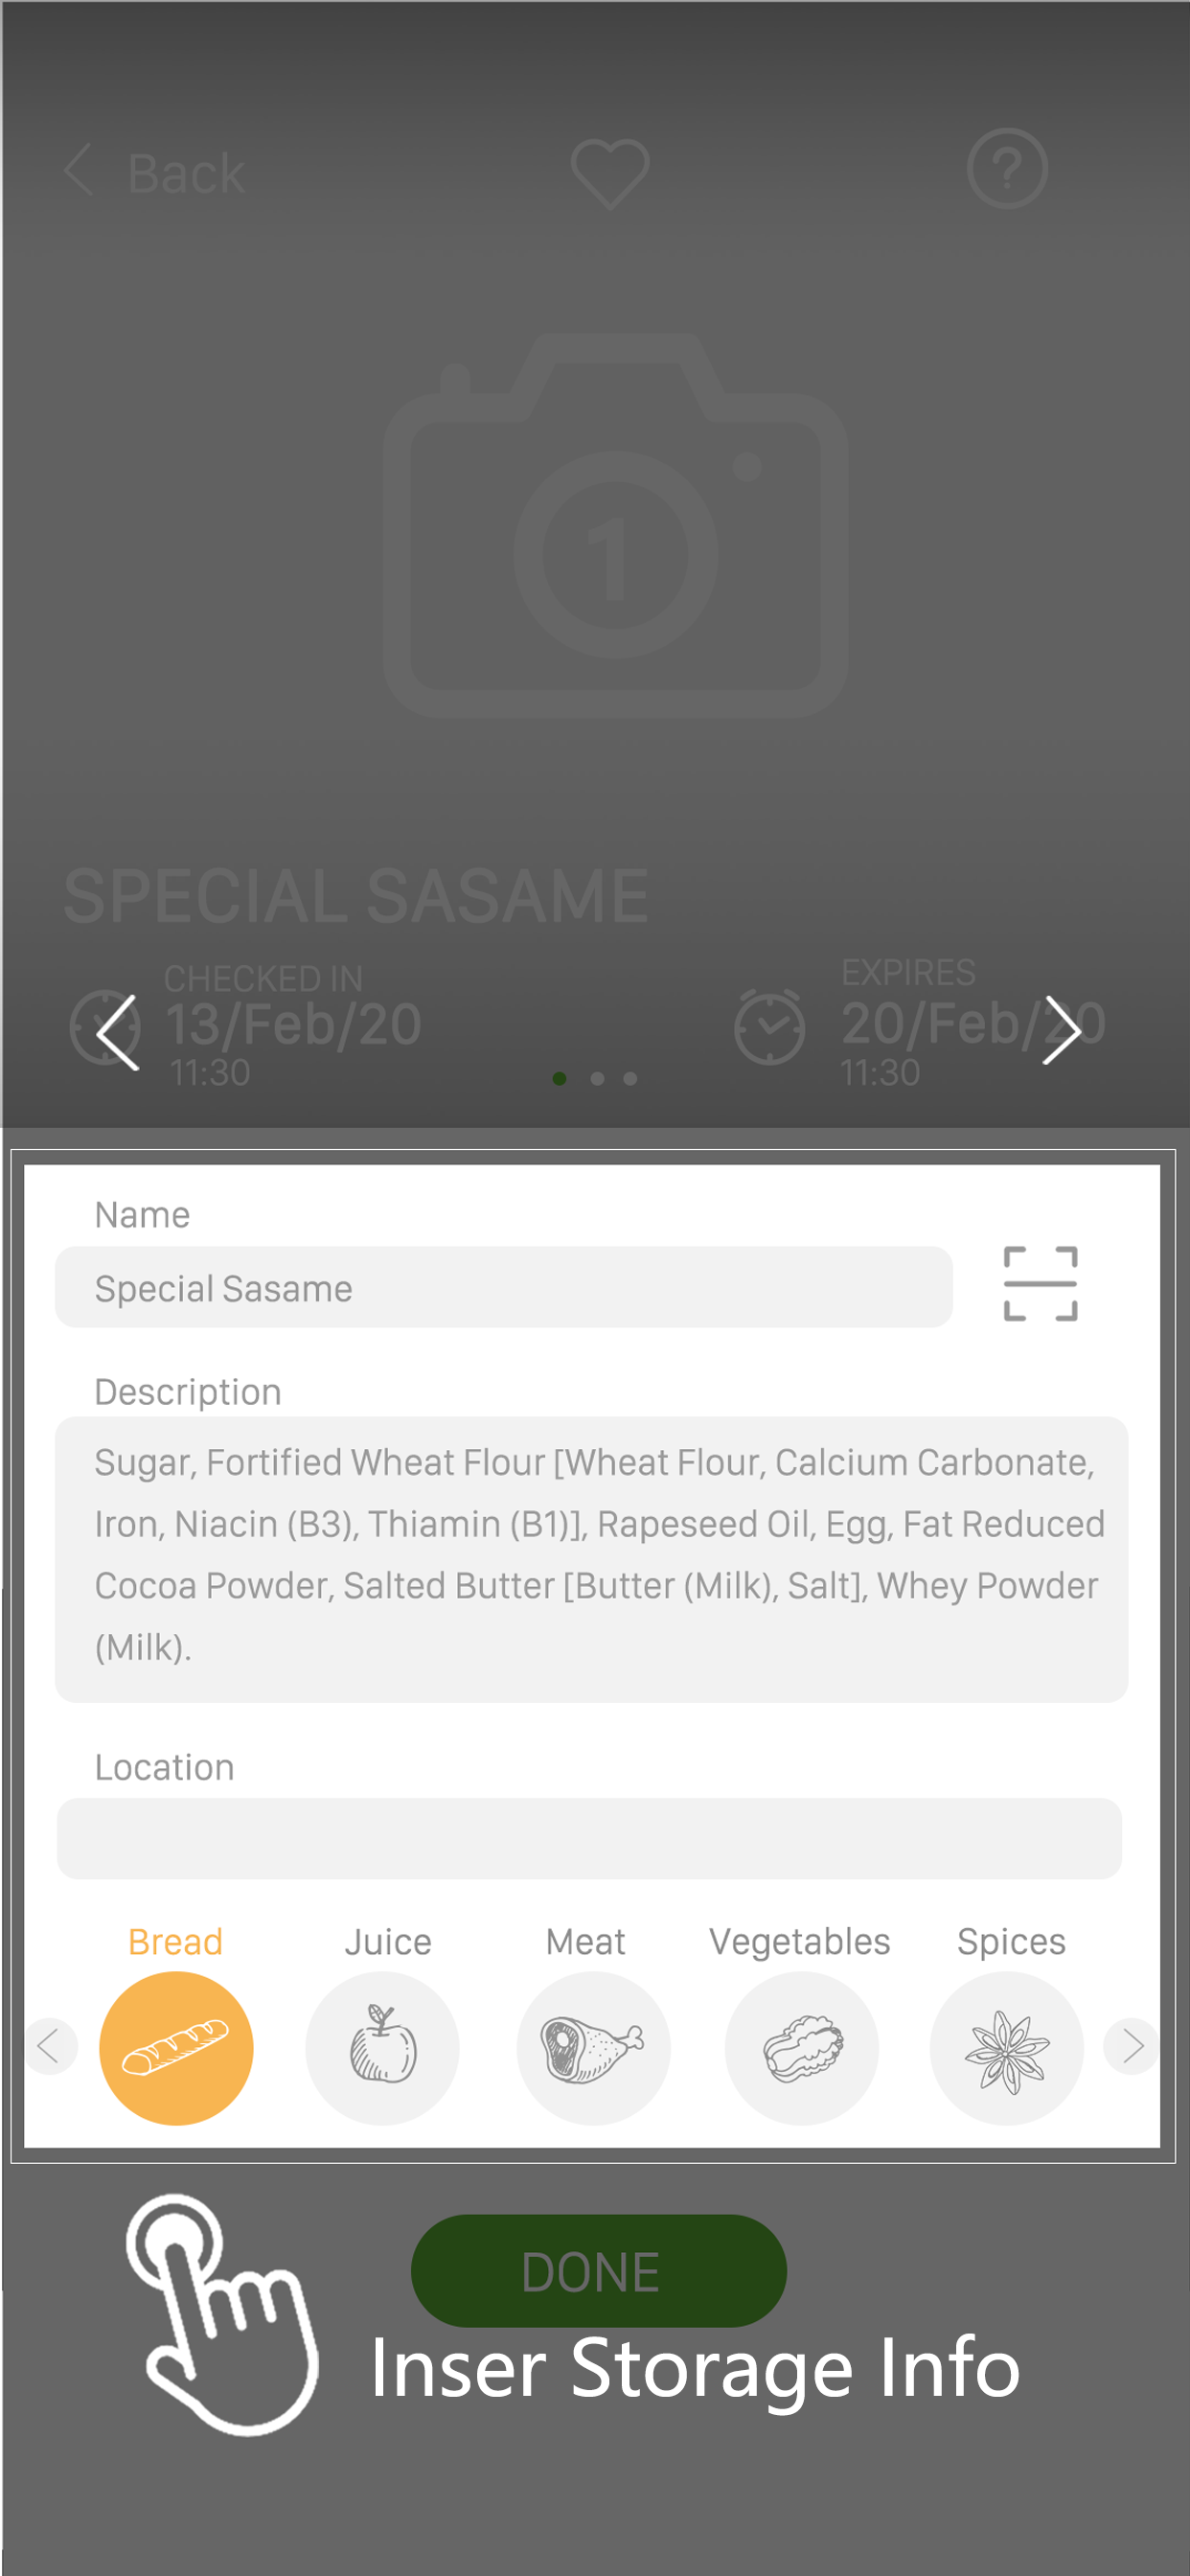 Back
?
1
SPECIAL SASAME
CHECKED IN
13/Feb/20
11:30
EXPIRES
20/Feb/20
11:30
Name
Special Sasame
Description
Sugar, Fortified Wheat Flour [Wheat Flour, Calcium Carbonate,
Iron, Niacin (B3), Thiamin (B1)], Rapeseed Oil, Egg, Fat Reduced
Cocoa Powder, Salted Butter [Butter (Milk), Salt], Whey Powder
(Milk).
Location
Bread Juice Meat Vegetables Spices
DONE
Inser Storage Info